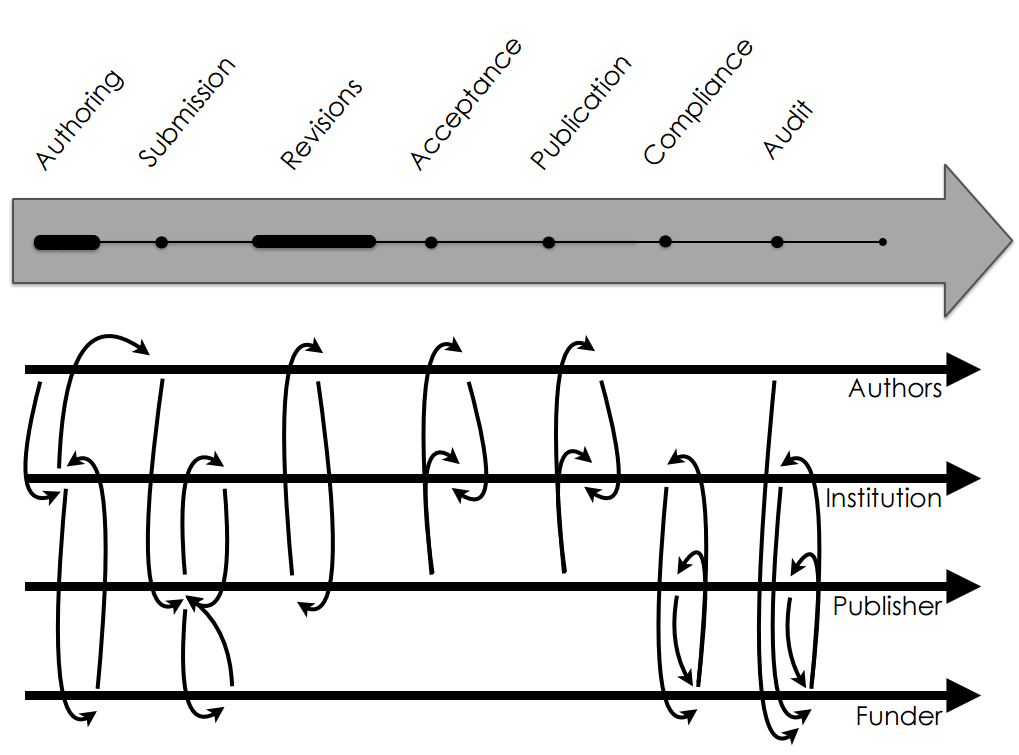 Authoring
Submission
Revisions
Acceptance
Publication
Compliance
Audit
Authors
Institution
Publisher
Funder